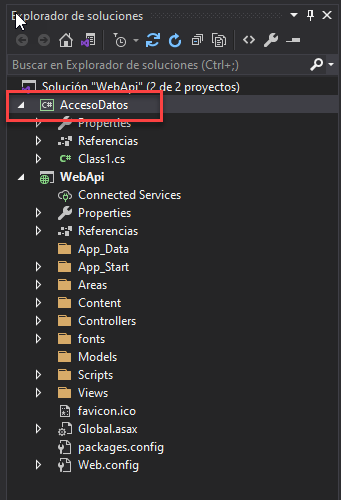 Explorador de soluciones
Buscar en Explorador de soluciones (Ctrl+;)
Solución "WebApi" (2 de 2 proyectos)
C# AccesoDatos
Properties
Referencias
C# Class1.cs
WebApi
Connected Services
Properties
Referencias
App_Data
App_Start
Areas
Content
Controllers
fonts
Models
Scripts
Views
favicon.ico
Global.asax
packages.config
Web.config